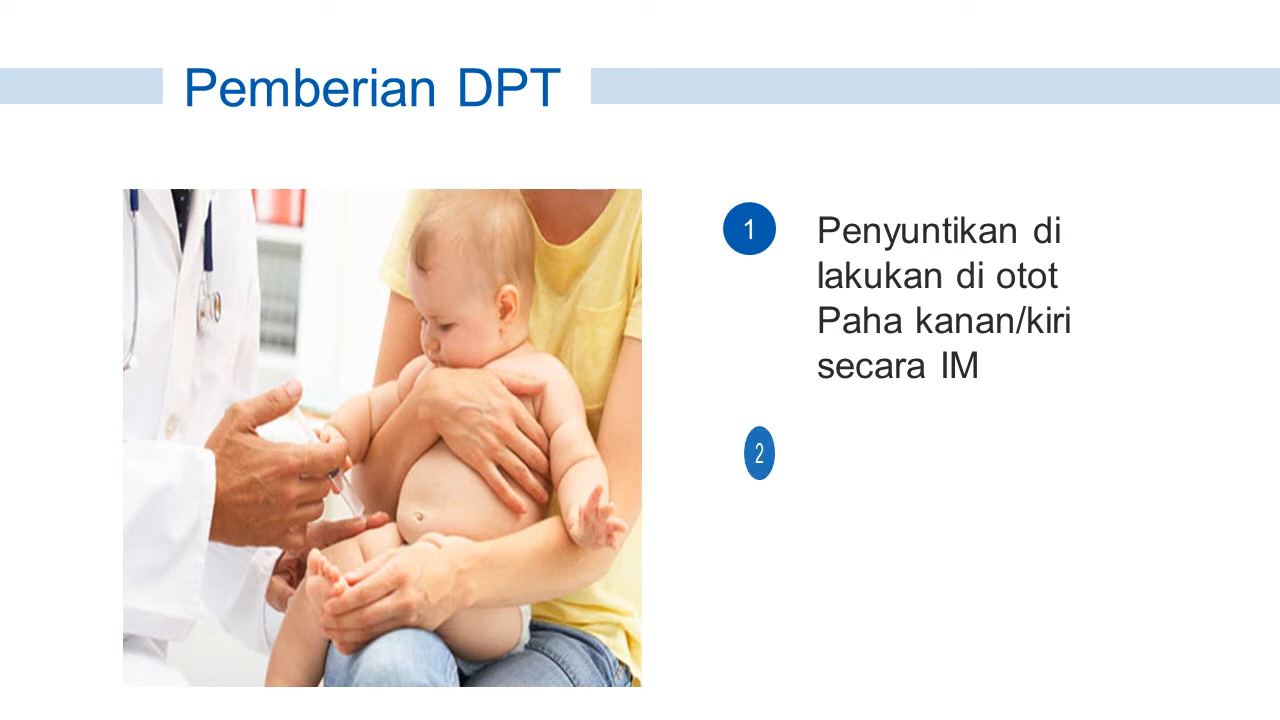 Pemberian DPT
1
Penyuntikan di
lakukan di otot
Paha kanan/kiri
secara IM
2